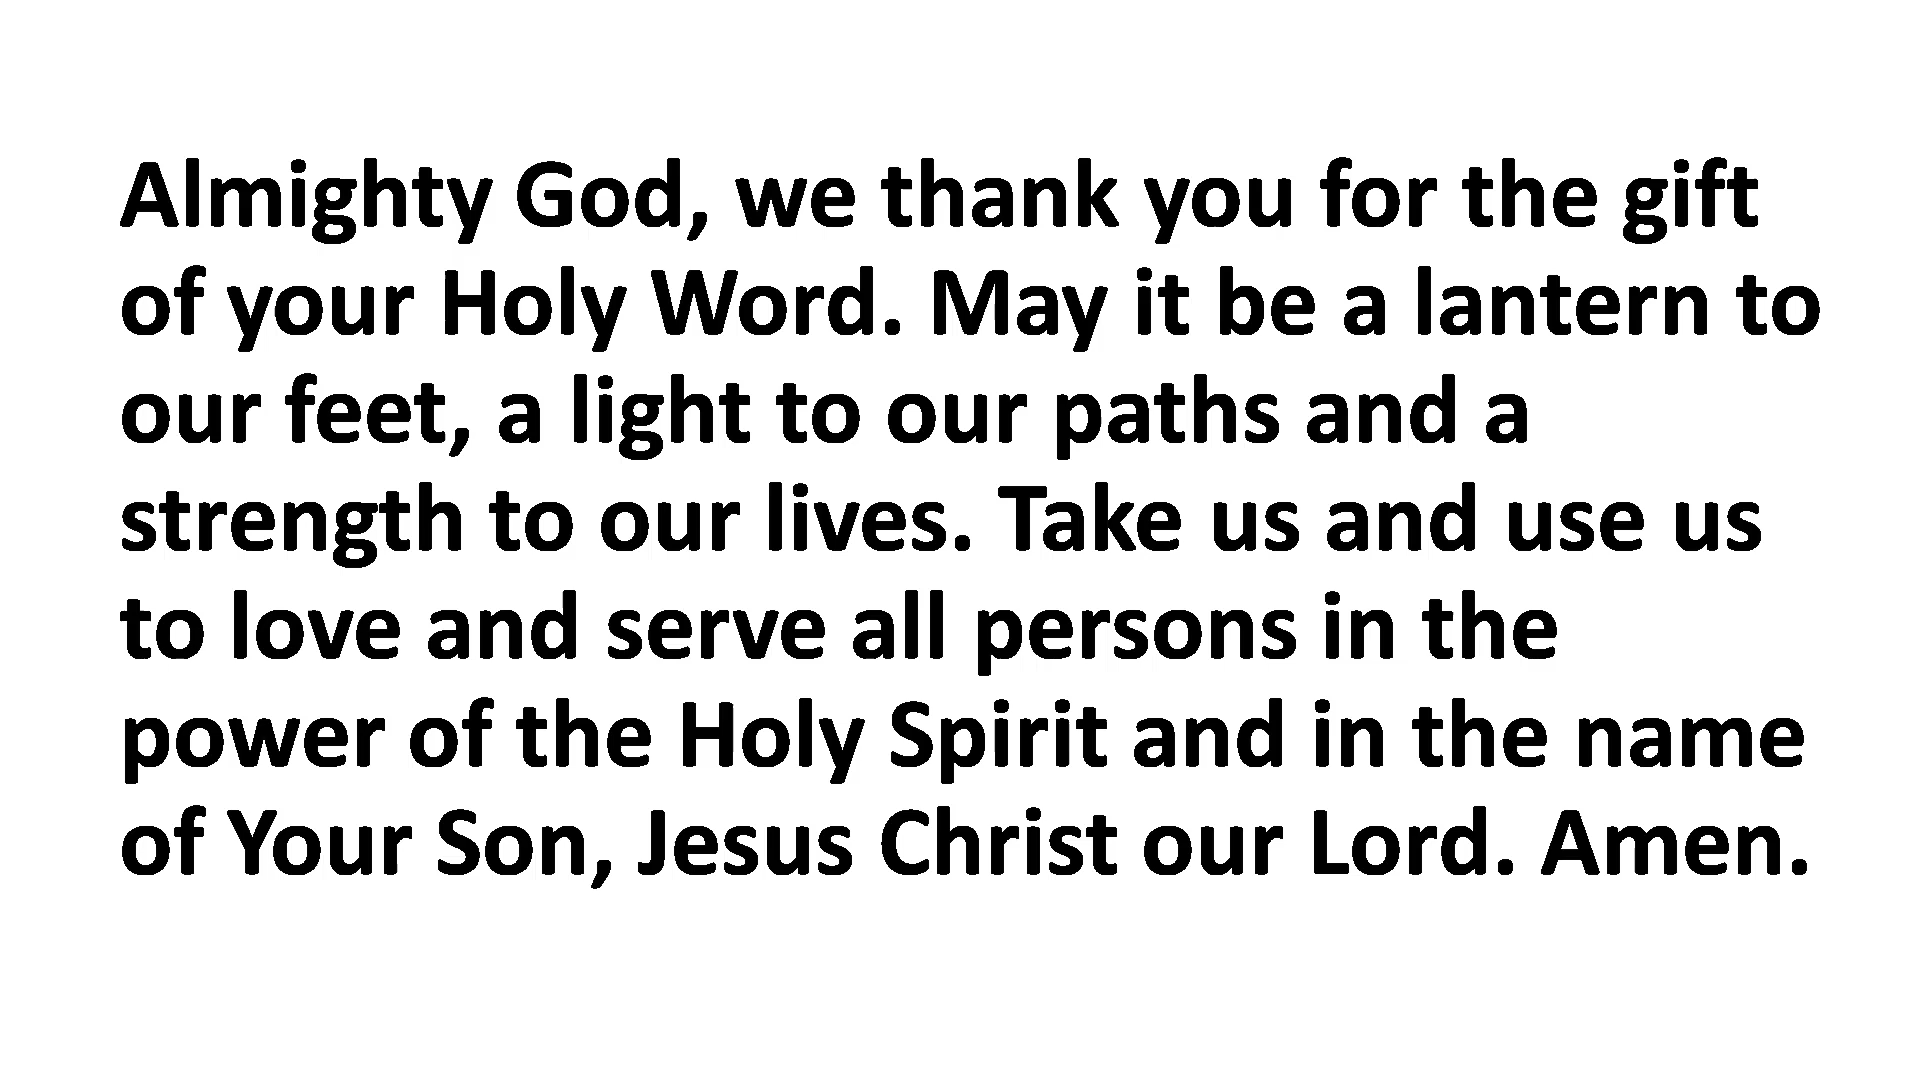 Almighty God, we thank you for the gift
of your Holy Word. May it be a lantern to
our feet, a light to our paths and a
strength to our lives. Take us and use us
to love and serve all persons in the
power of the Holy Spirit and in the name
of Your Son, Jesus Christ our Lord. Amen.